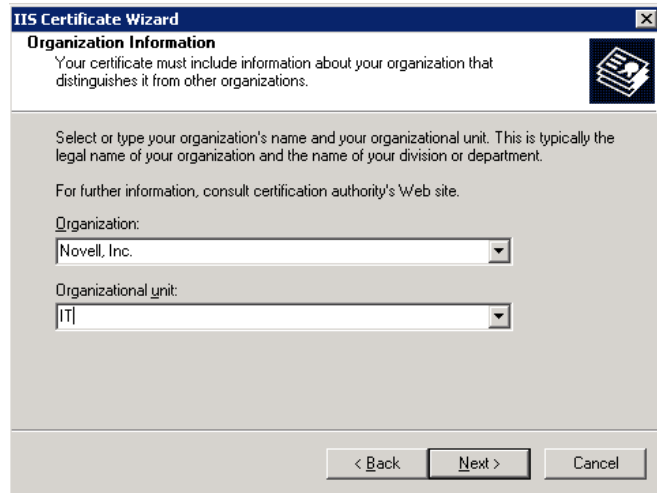 IIS Certificate Wizard
Organization Information
Your certificate must include information about your organization that
distinguishes it from other organizations.
Select or type your organization's name and your organizational unit. This is typically the
legal name of your organization and the name of your division or department.
For further information, consult certification authority's Web site.
Organization:
Novell, Inc.
Organizational unit:
IT
< Back
Next >
Cancel